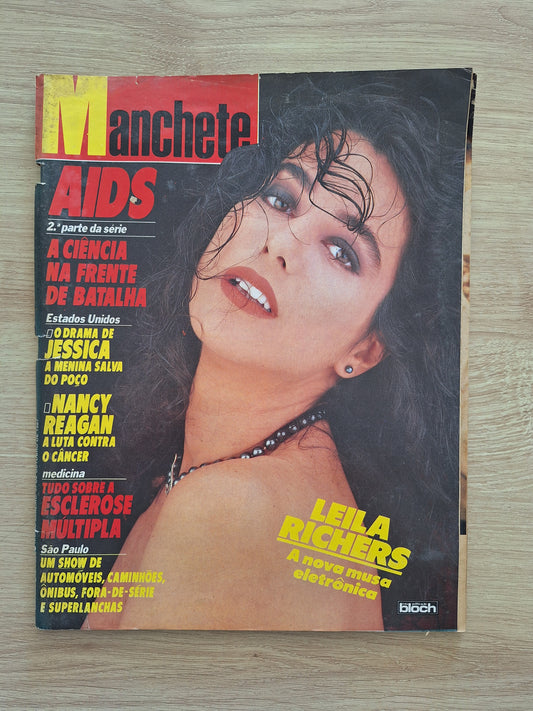 Manchete
AIDS
2.ª parte da série
A CIÊNCIA
NA FRENTE
DE BATALHA
Estados Unidos
O DRAMA DE
JESSICA
A MENINA SALVA
DO POÇO
NANCY
REAGAN
A LUTA CONTRA
O CÂNCER
medicina
TUDO SOBRE A
ESCLEROSE
MÚLTIPLA
São Paulo
UM SHOW DE
AUTOMÓVEIS, CAMINHÕES,
ÔNIBUS, FORA-DE-SÉRIE
E SUPERLANCHAS
LEILA
RICHERS
A nova musa
eletrônica
bloch